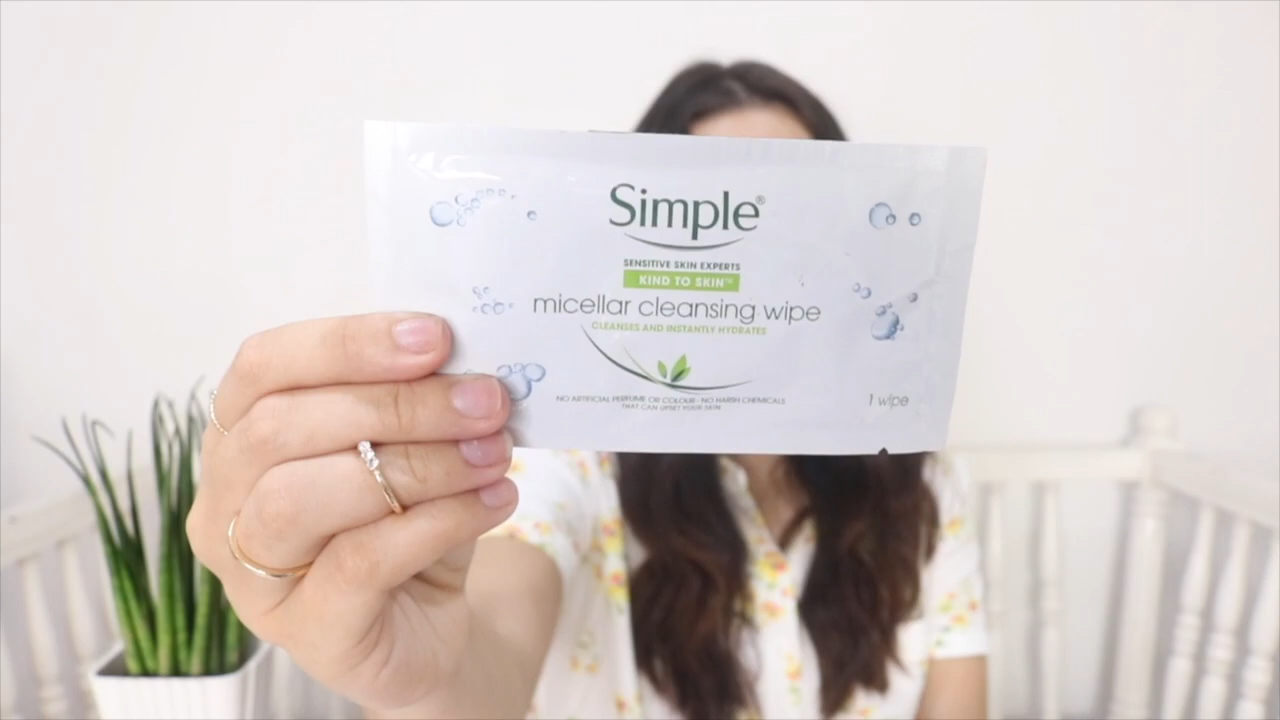 Simple®
SENSITIVE SKIN EXPERTS
KIND TO SKIN™
micellar cleansing wipe
CLEANSES AND INSTANTLY HYDRATES
NO ARTIFICIAL PERFUME OR COLOUR - NO HARSH CHEMICALS
THAT CAN UPSET YOUR SKIN
1 wipe